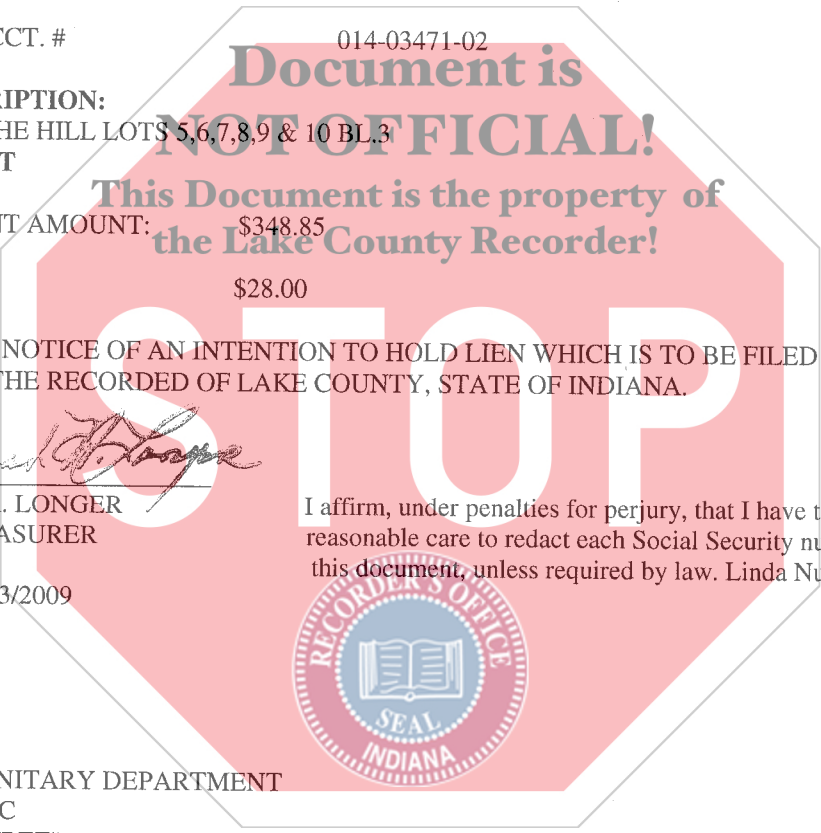 CCT. # 014-03471-02
Document is
RIPTION:
HE HILL LOTS 5,6,7,8,9 & 10 BL.3
NOT OFFICIAL!
T
This Document is the property of
NT AMOUNT: $348.85
the Lake County Recorder!
$28.00
STOP
NOTICE OF AN INTENTION TO HOLD LIEN WHICH IS TO BE FILED
THE RECORDED OF LAKE COUNTY, STATE OF INDIANA.
. LONGER
ASURER
I affirm, under penalties for perjury, that I have t
reasonable care to redact each Social Security nu
this document, unless required by law. Linda Nu
3/2009
RECORDER'S OFFICE
SEAL
INDIANA
NITARY DEPARTMENT
C